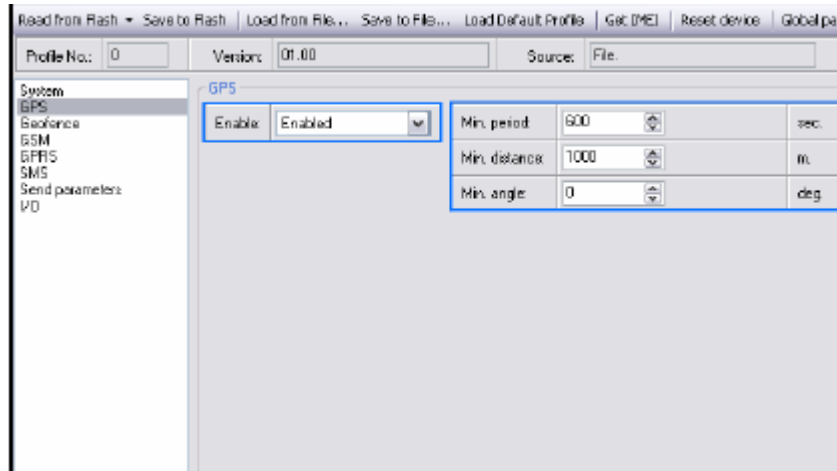 Read from Flash Save to Flash Load from File... Save to File... Load Default Profile Get IMEI Reset device Global pa
Profile No.: 0 Version: 01.00 Source: File.
System
GPS
Geofence
GSM
GPRS
SMS
Send parameters
I/O
GPS
Enable: Enabled
Min. period: 600 sec.
Min. distance: 1000 m.
Min. angle: 0 deg.